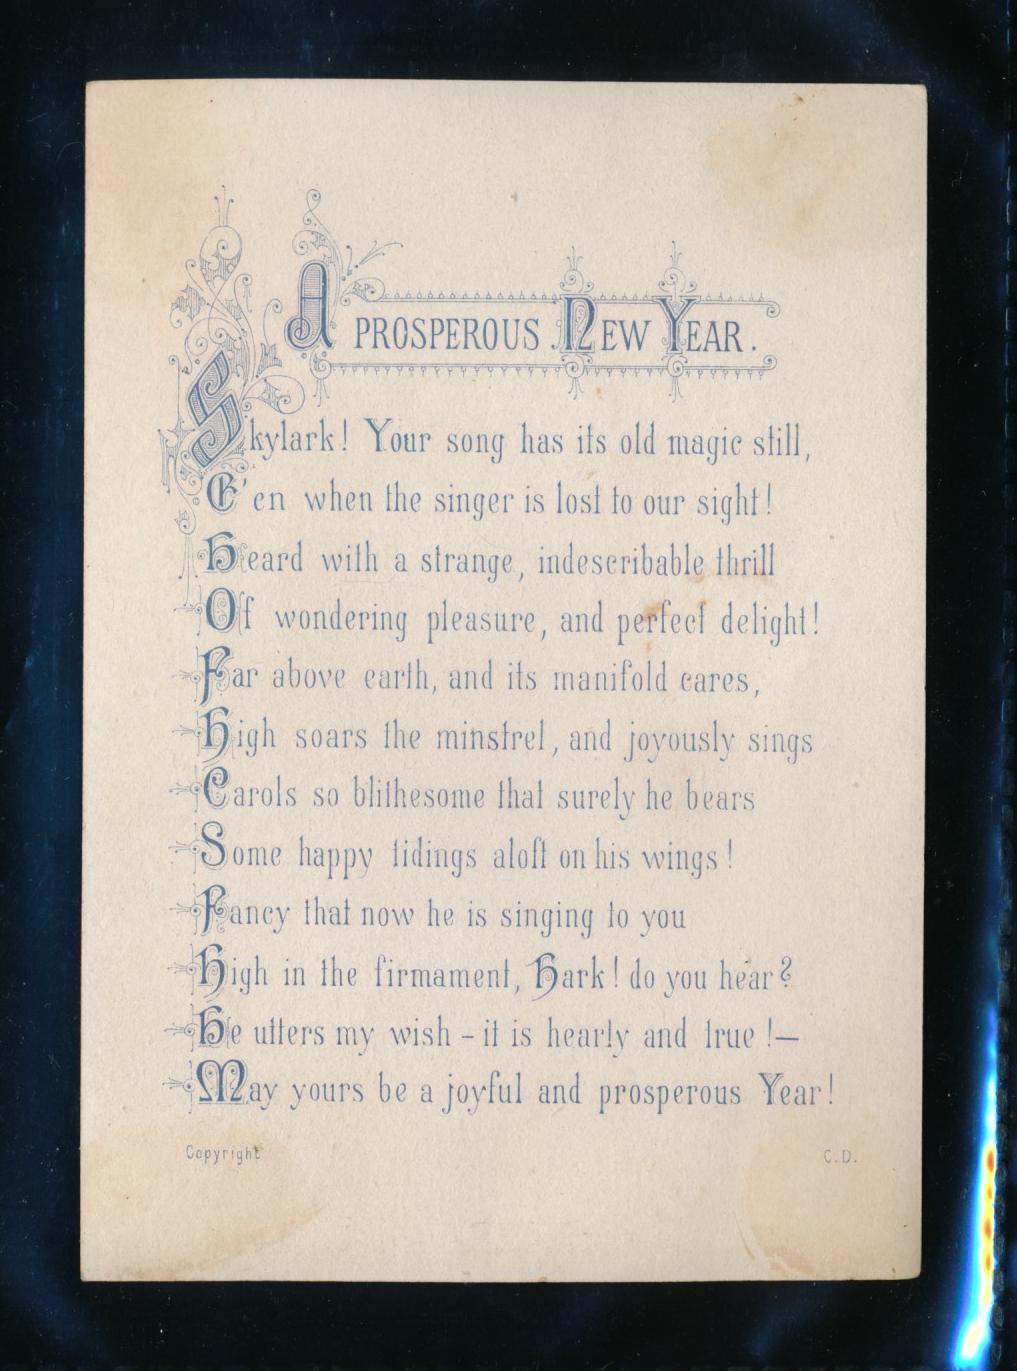 A PROSPEROUS NEW YEAR.
Skylark! Your song has its old magic still,
E'en when the singer is lost to our sight!
Heard with a strange, indescribable thrill
Of wondering pleasure, and perfect delight!
Far above earth, and its manifold cares,
High soars the minstrel, and joyously sings
Carols so blithesome that surely he bears
Some happy tidings aloft on his wings!
Fancy that now he is singing to you
High in the firmament, Hark! do you hear?
He utters my wish - it is hearty and true!—
May yours be a joyful and prosperous Year!
Copyright C.D.